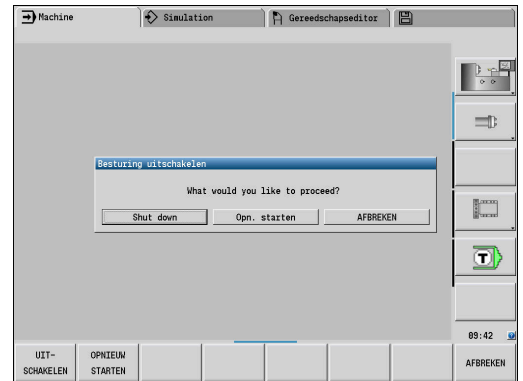 Machine
Simulation
Gereedschapseditor
Besturing uitschakelen
What would you like to proceed?
Shut down
Opn. starten
AFBREKEN
T
09:42
UIT-
SCHAKELEN
OPNIEUW
STARTEN
AFBREKEN